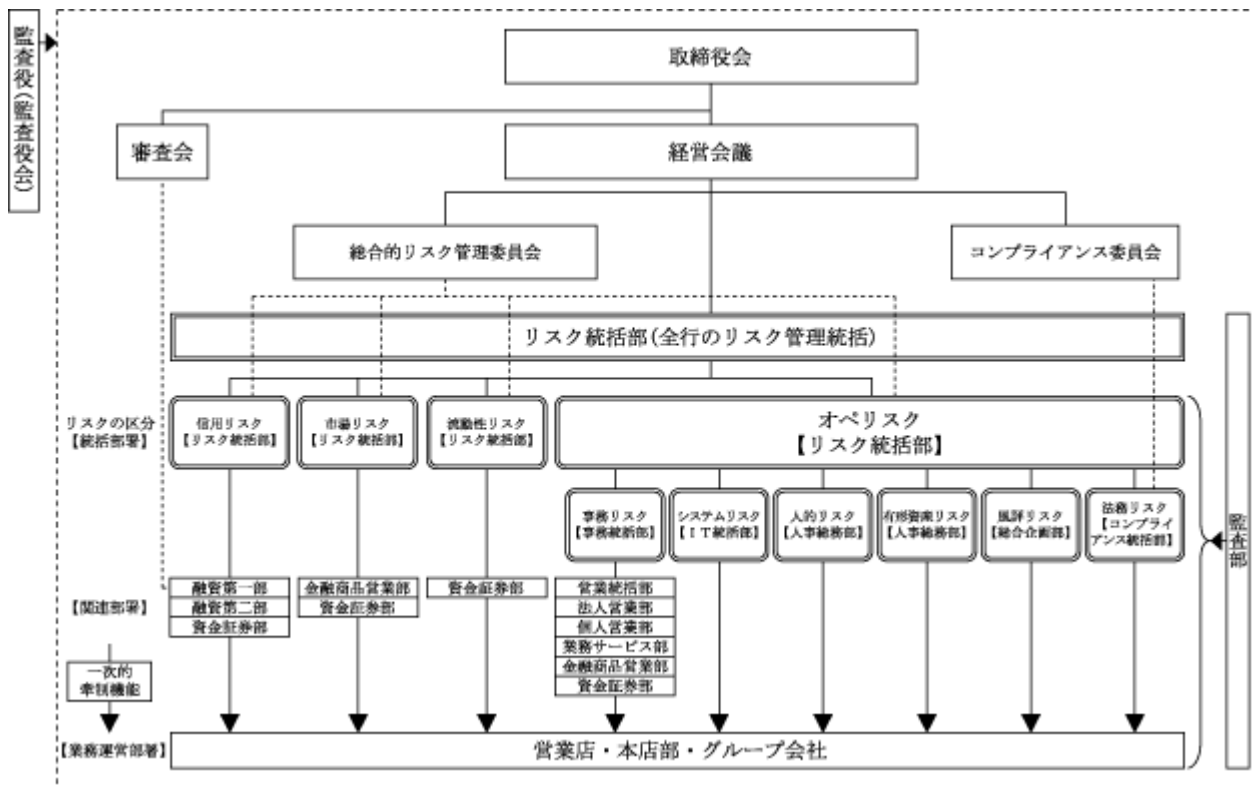 監査役(監査役会)
取締役会
審査会
経営会議
総合的リスク管理委員会
コンプライアンス委員会
リスク統括部(全行のリスク管理統括)
リスクの区分
【統括部署】
信用リスク
【リスク統括部】
市場リスク
【リスク統括部】
流動性リスク
【リスク統括部】
オペリスク
【リスク統括部】
事務リスク
【事務統括部】
システムリスク
【IT統括部】
人的リスク
【人事総務部】
有形資産リスク
【人事総務部】
風評リスク
【総合企画部】
法務リスク
【コンプライ
アンス統括部】
監査部
【関連部署】
融資第一部
融資第二部
資金証券部
金融商品営業部
資金証券部
資金証券部
営業統括部
法人営業部
個人営業部
業務サービス部
金融商品営業部
資金証券部
一次的
牽制機能
【業務運営部署】
営業店・本店部・グループ会社